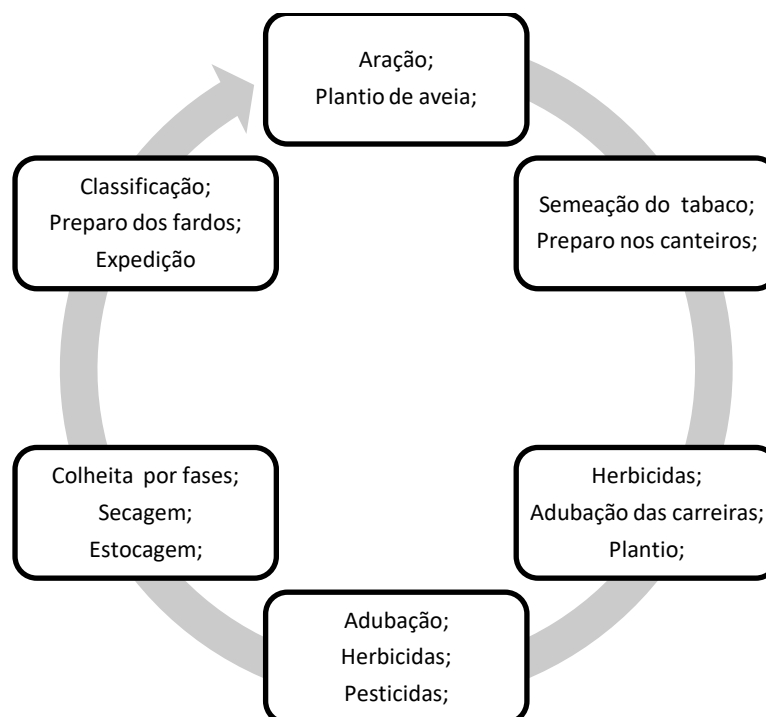 Aração;
Plantio de aveia;
Semeação do tabaco;
Preparo nos canteiros;
Herbicidas;
Adubação das carreiras;
Plantio;
Adubação;
Herbicidas;
Pesticidas;
Colheita por fases;
Secagem;
Estocagem;
Classificação;
Preparo dos fardos;
Expedição